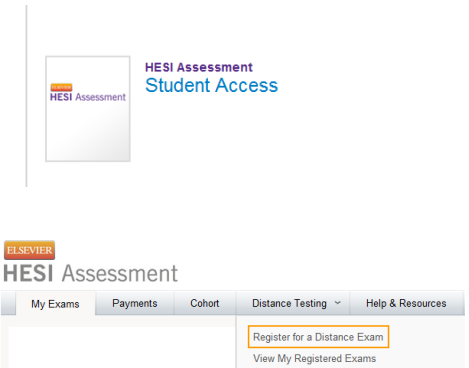 HESI Assessment
Student Access
ELSEVIER
HESI Assessment
ELSEVIER
HESI Assessment
My Exams Payments Cohort Distance Testing Help & Resources
Register for a Distance Exam
View My Registered Exams